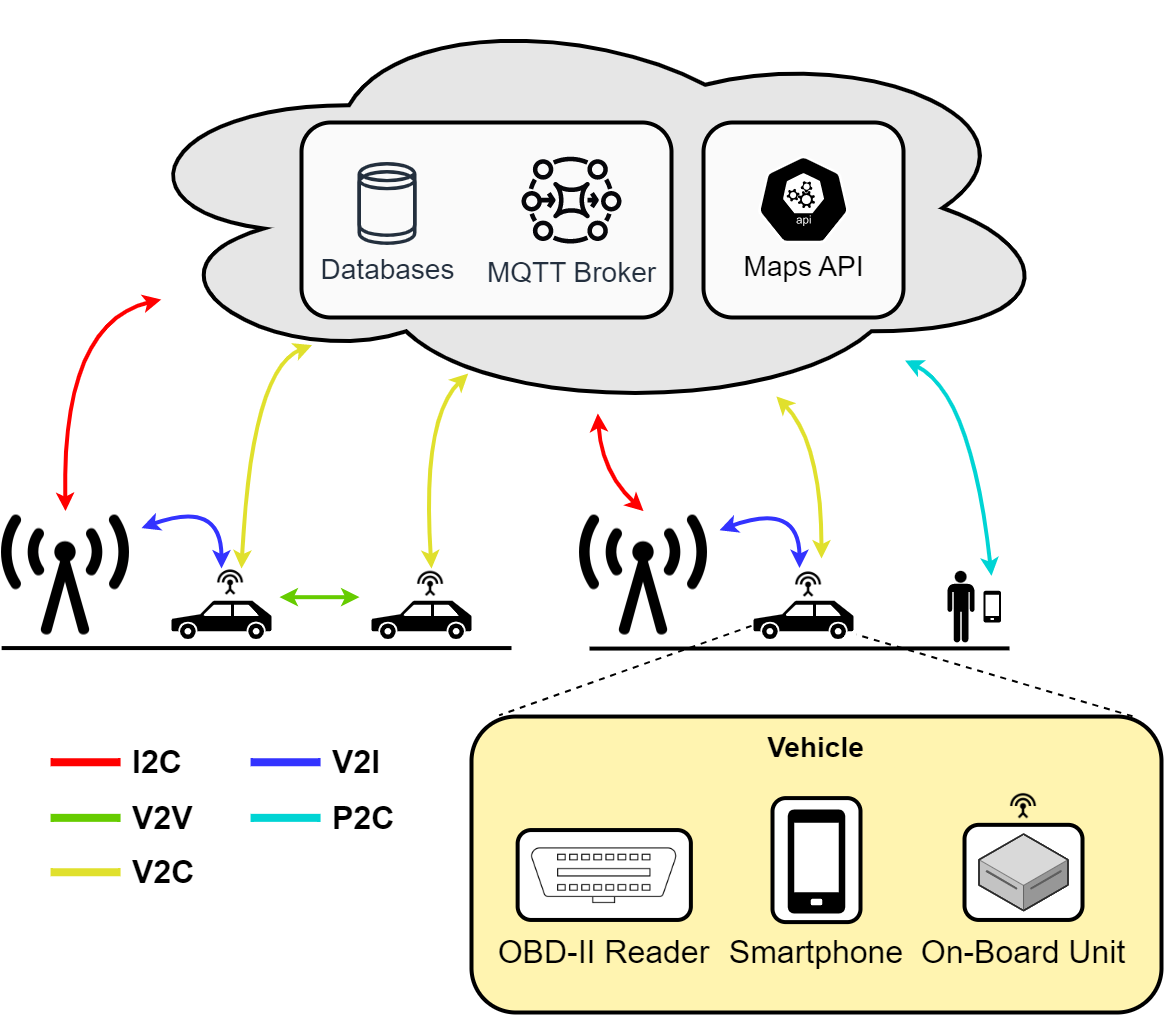 Databases
MQTT Broker
api
Maps API
I2C
V2I
V2V
P2C
V2C
Vehicle
OBD-II Reader
Smartphone
On-Board Unit